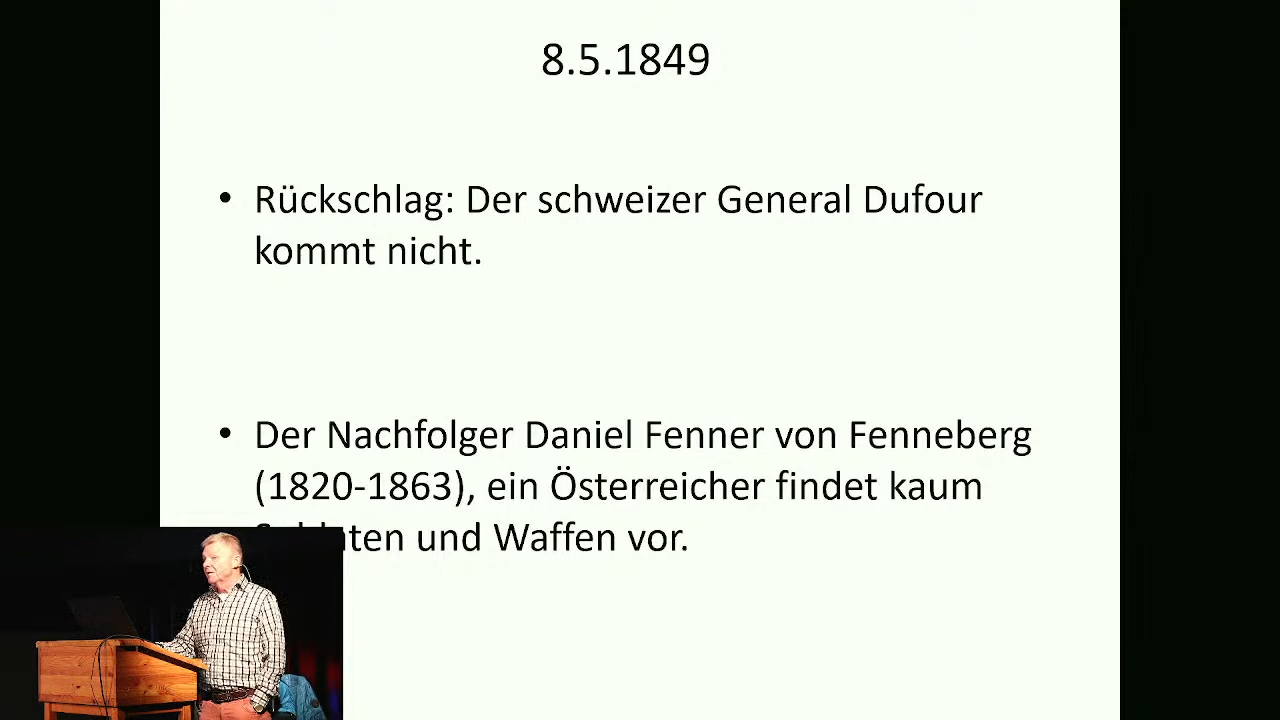 8.5.1849
• Rückschlag: Der schweizer General Dufour
kommt nicht.
• Der Nachfolger Daniel Fenner von Fenneberg
(1820-1863), ein Österreicher findet kaum
und Waffen vor.